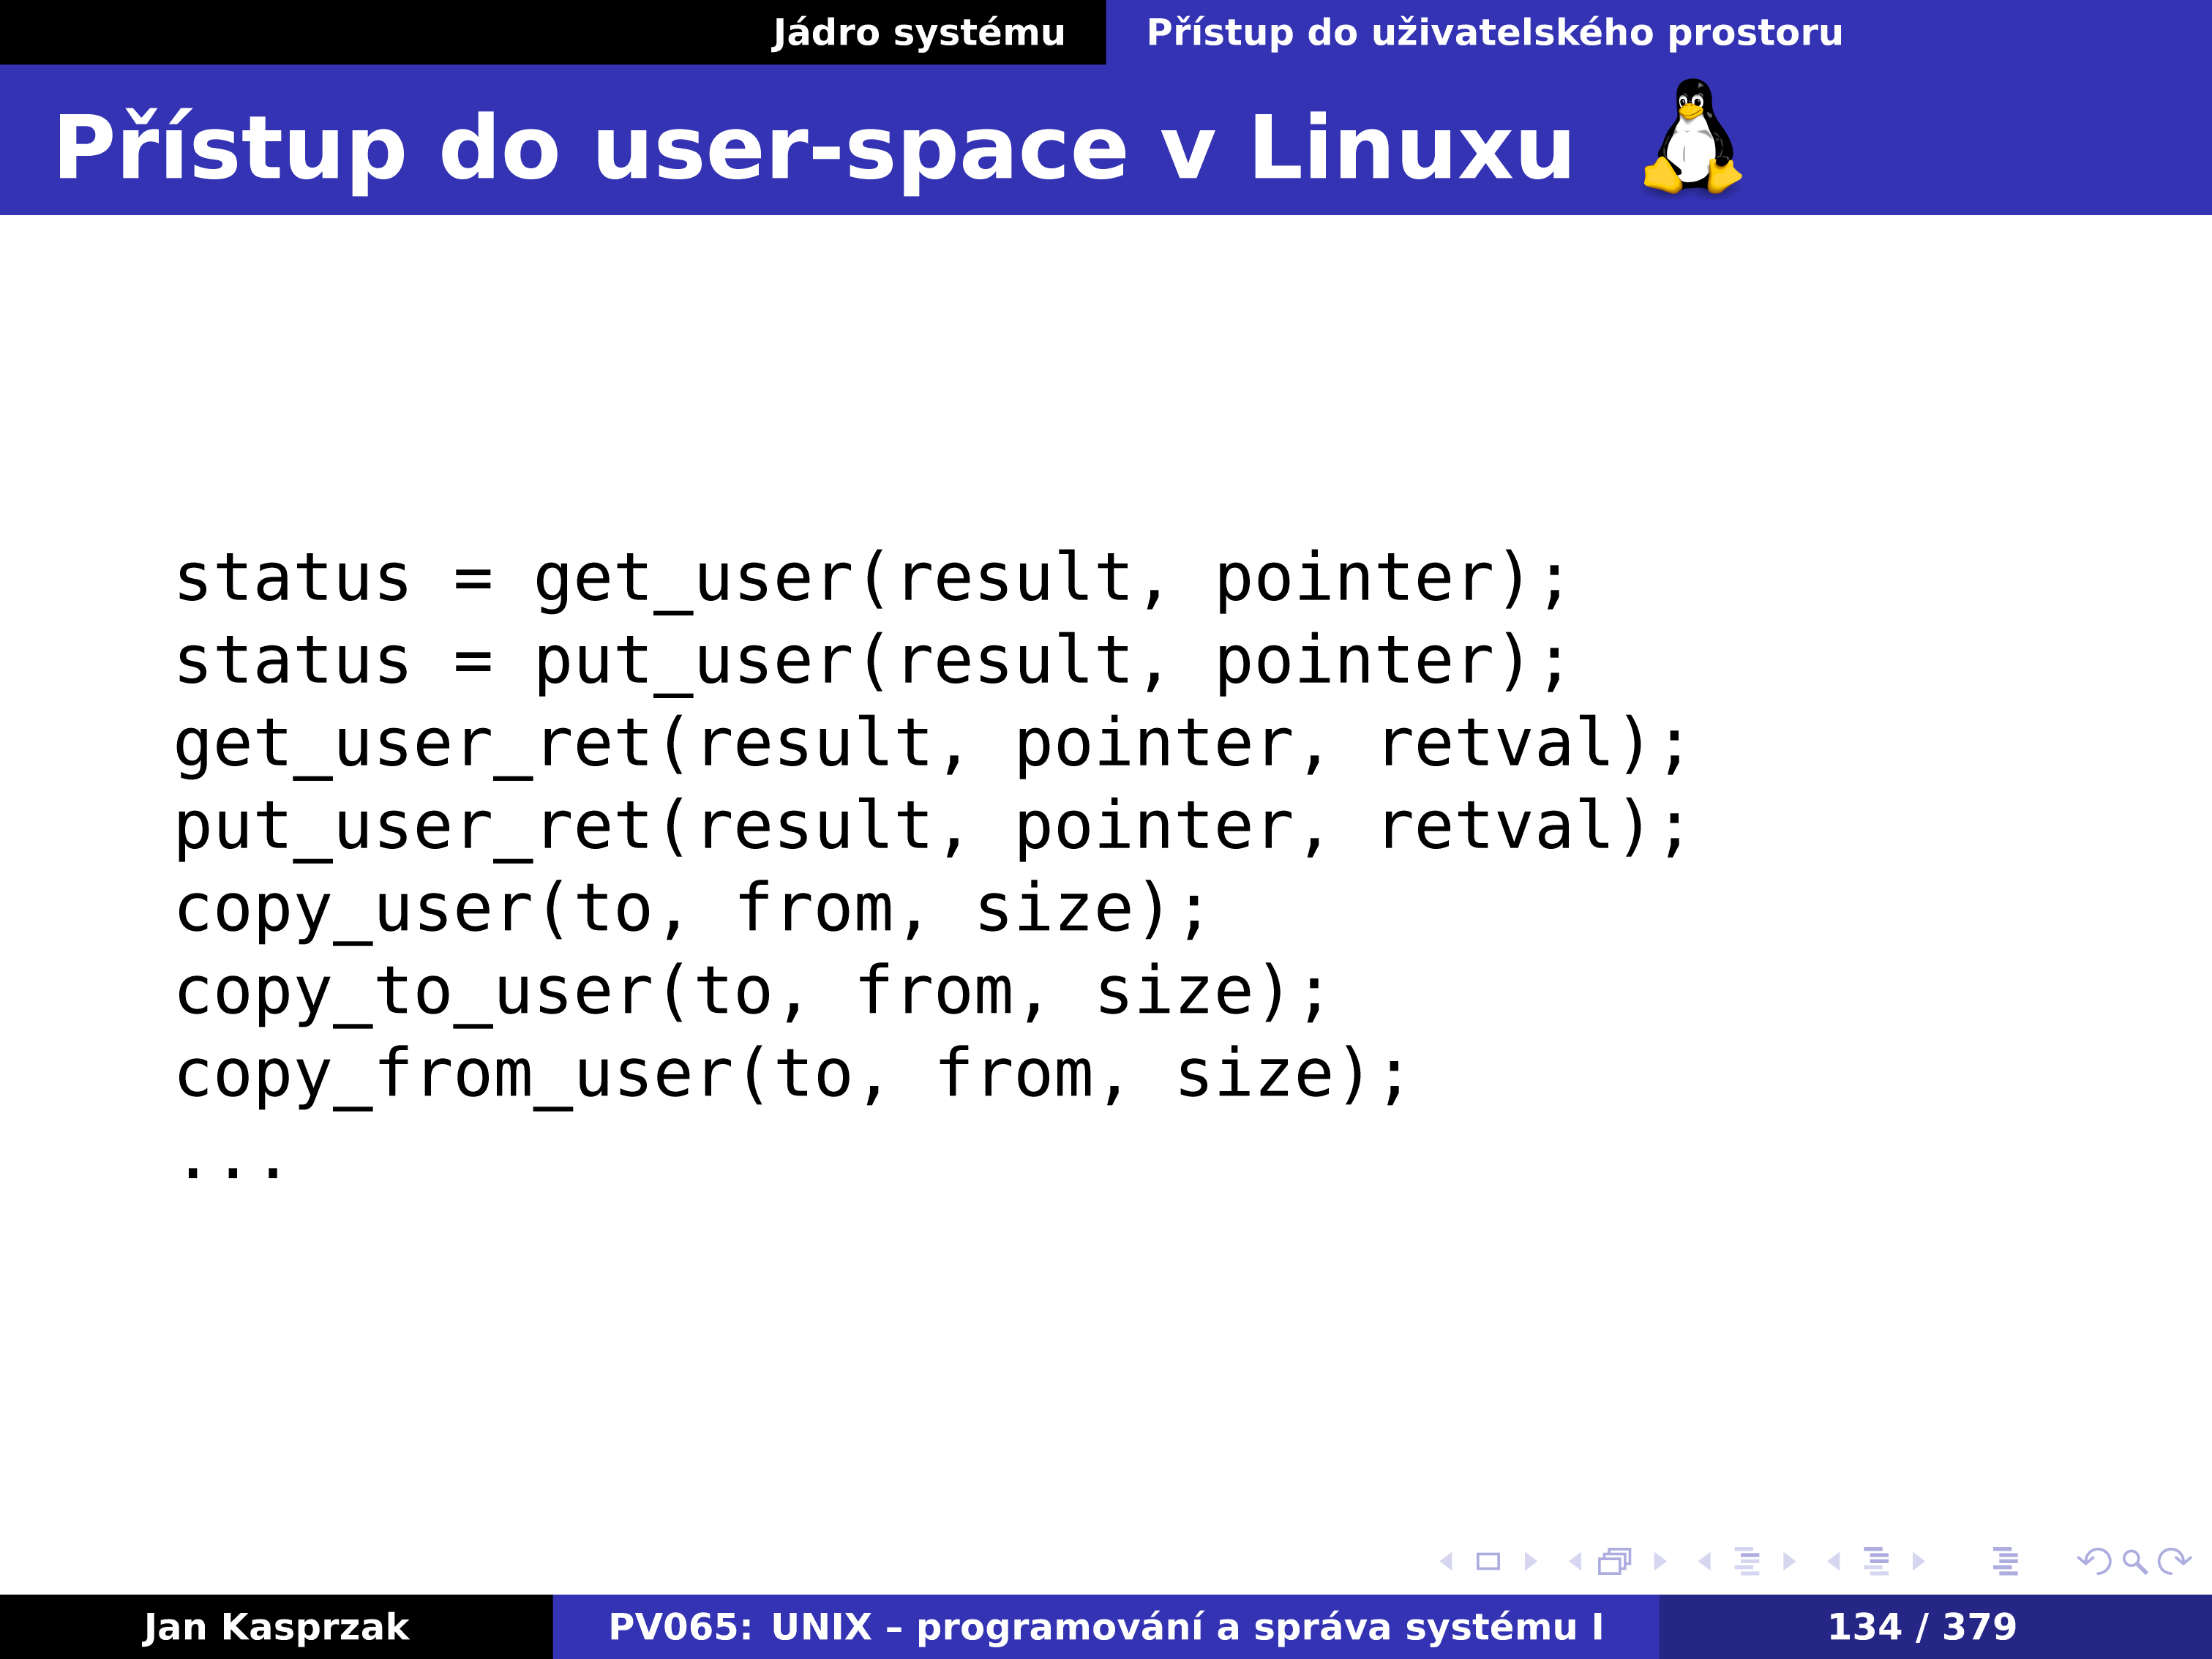 Jádro systému
Přístup do uživatelského prostoru
Přístup do user-space v Linuxu
status = get_user(result, pointer);
status = put_user(result, pointer);
get_user_ret(result, pointer, retval);
put_user_ret(result, pointer, retval);
copy_user(to, from, size);
copy_to_user(to, from, size);
copy_from_user(to, from, size);
...
Jan Kasprzak
PV065: UNIX – programování a správa systému I
134 / 379